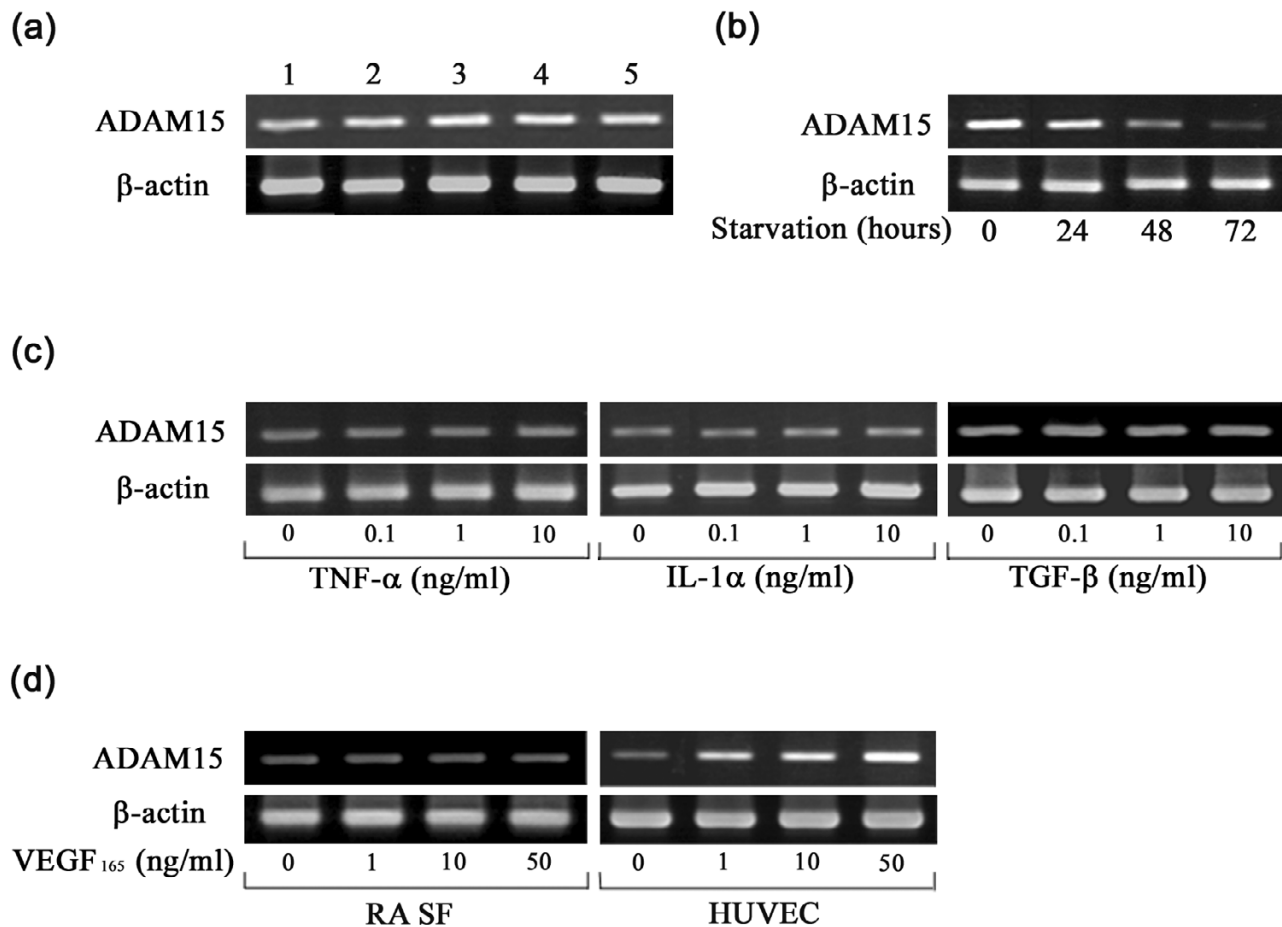 (a)
1 2 3 4 5
ADAM15
β-actin
(b)
ADAM15
β-actin
Starvation (hours) 0 24 48 72
(c)
ADAM15
β-actin
0 0.1 1 10 0 0.1 1 10 0 0.1 1 10
TNF-α (ng/ml) IL-1α (ng/ml) TGF-β (ng/ml)
(d)
ADAM15
β-actin
VEGF₁₆₅ (ng/ml) 0 1 10 50 0 1 10 50
RA SF HUVEC